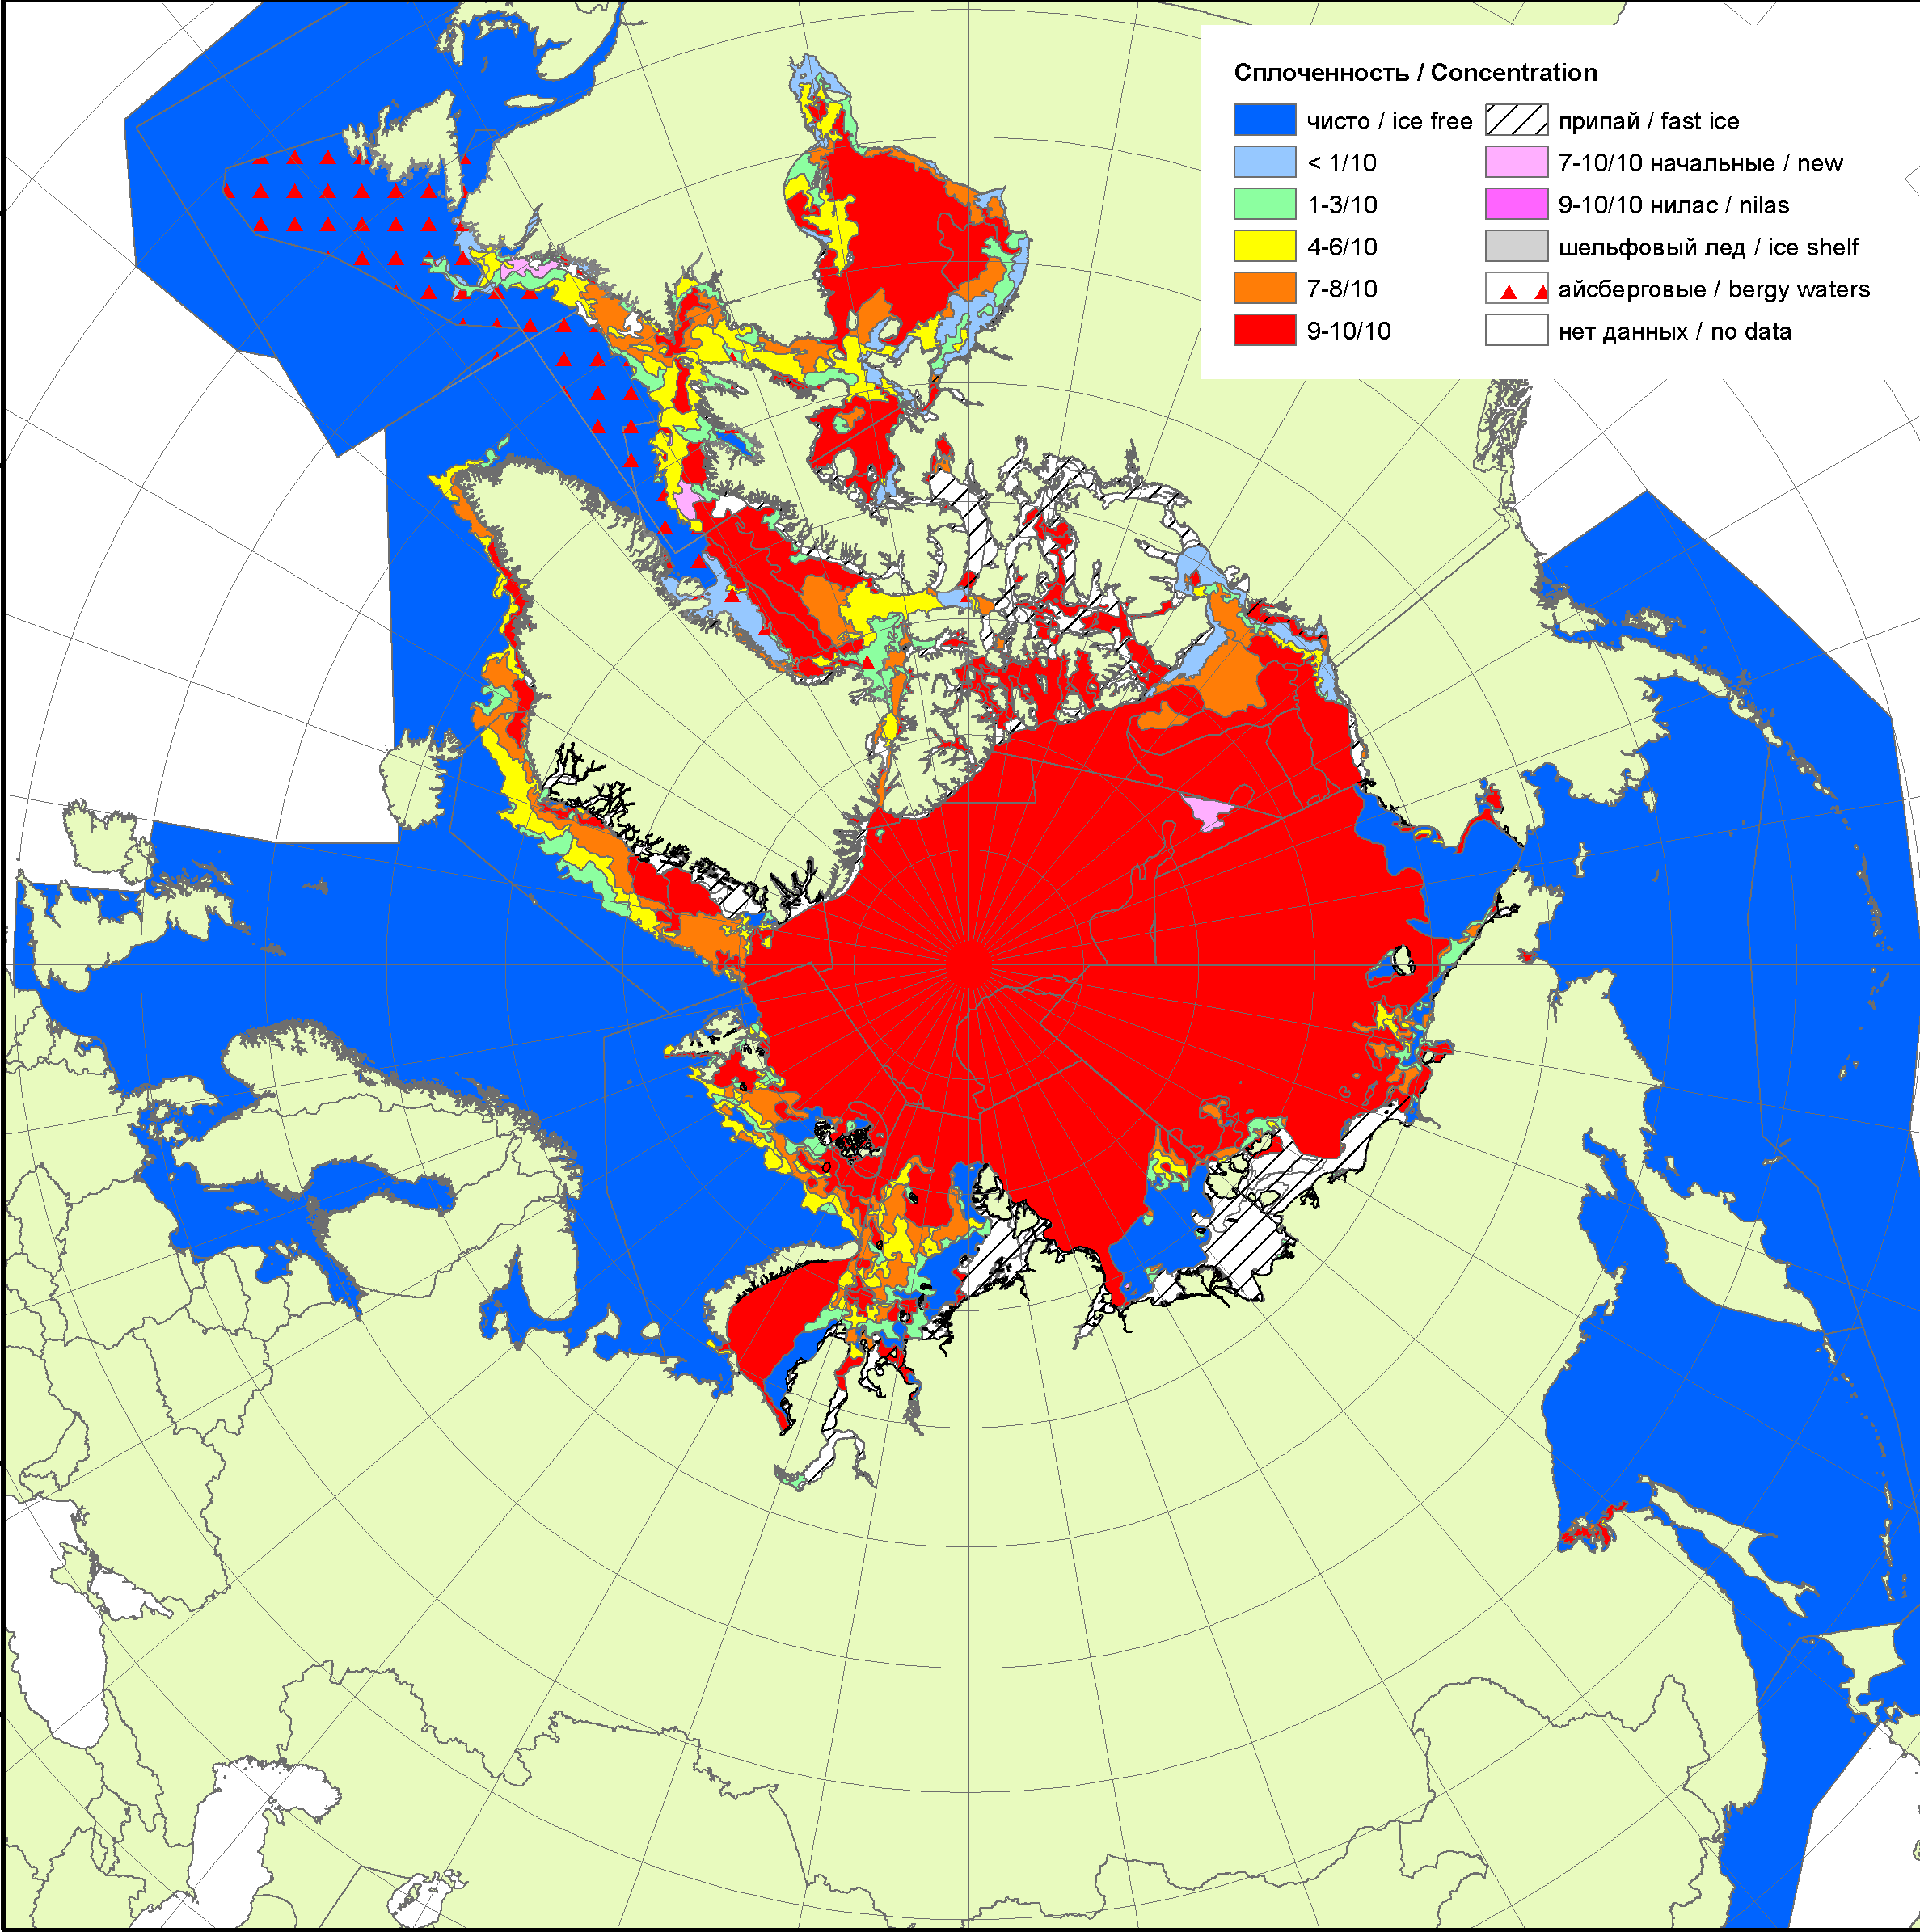 Сплоченность / Concentration
чисто / ice free
< 1/10
1-3/10
4-6/10
7-8/10
9-10/10
припай / fast ice
7-10/10 начальные / new
9-10/10 нилас / nilas
шельфовый лед / ice shelf
айсберговые / bergy waters
нет данных / no data